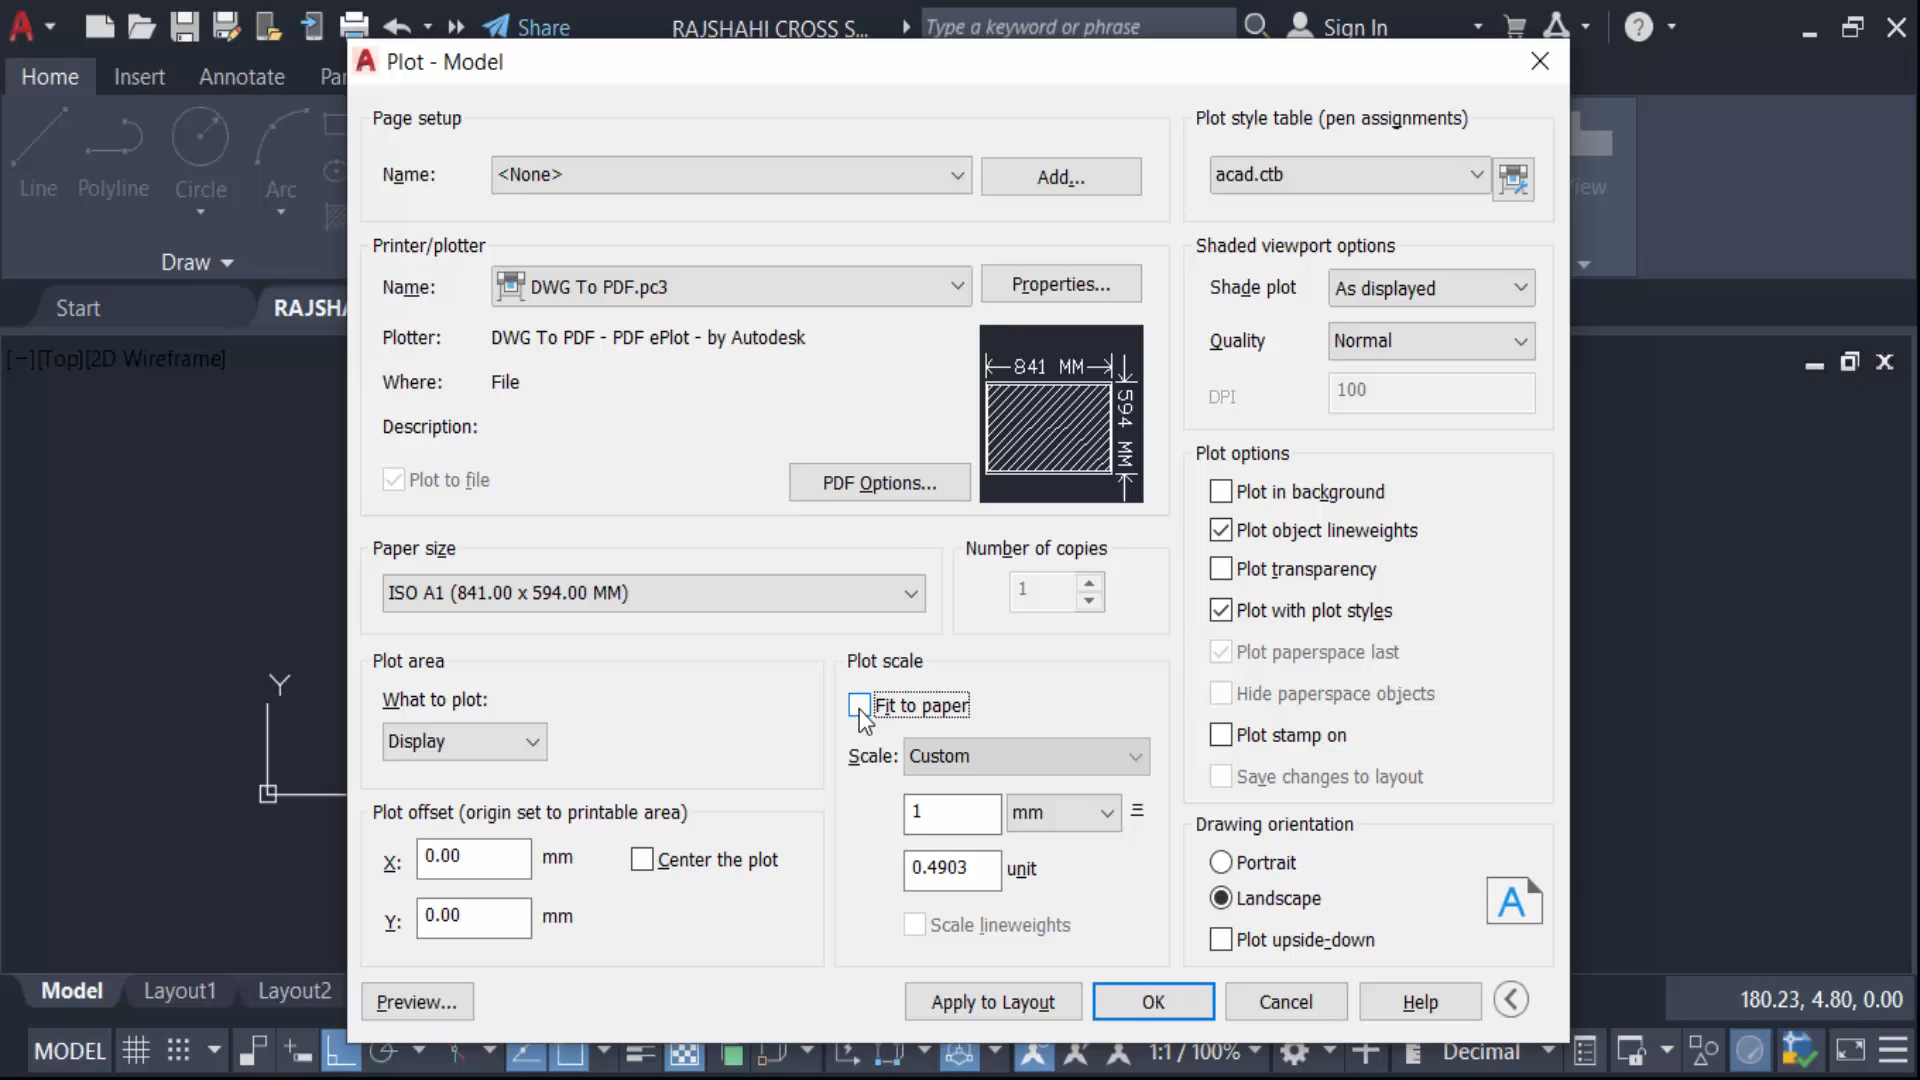 Share
RAJSHAHI CROSS S...
Type a keyword or phrase
Sign In
Plot - Model
Home
Insert
Annotate
Par
Line
Polyline
Circle
Arc
Draw
Start
RAJSHA
[−][Top][2D Wireframe]
Page setup
Name:
<None>
Add...
Printer/plotter
Name:
DWG To PDF.pc3
Properties...
Plotter:
DWG To PDF - PDF ePlot - by Autodesk
Where:
File
Description:
Plot to file
PDF Options...
841 MM
594 MM
Paper size
ISO A1 (841.00 x 594.00 MM)
Number of copies
1
Plot area
What to plot:
Display
Plot scale
Fit to paper
Scale:
Custom
1
mm
=
0.4903
unit
Scale lineweights
Plot offset (origin set to printable area)
X:
0.00
mm
Center the plot
Y:
0.00
mm
Plot style table (pen assignments)
acad.ctb
Shaded viewport options
Shade plot
As displayed
Quality
Normal
DPI
100
Plot options
Plot in background
Plot object lineweights
Plot transparency
Plot with plot styles
Plot paperspace last
Hide paperspace objects
Plot stamp on
Save changes to layout
Drawing orientation
Portrait
Landscape
A
Plot upside-down
Preview...
Apply to Layout
OK
Cancel
Help
Y
Model
Layout1
Layout2
180.23, 4.80, 0.00
MODEL
1:1 / 100%
Decimal